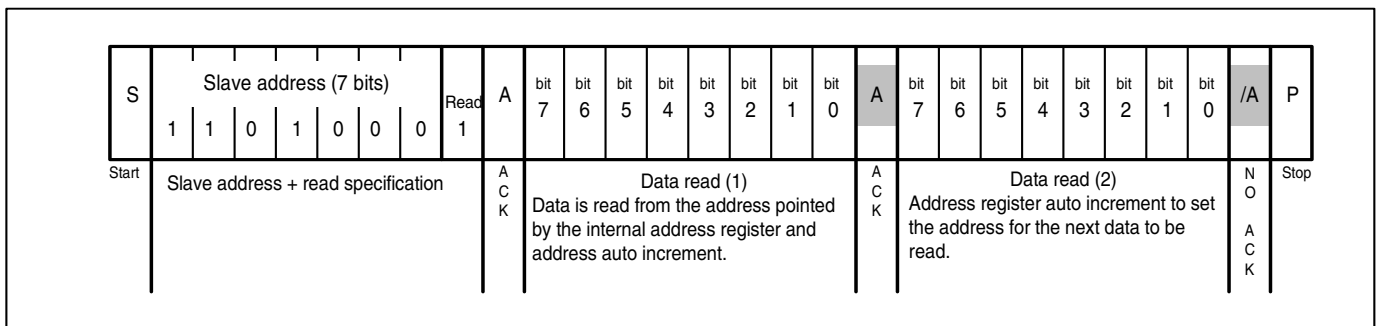 S
Slave address (7 bits)
1 1 0 1 0 0 0
Read
1
A
bit bit bit bit bit bit bit bit
7 6 5 4 3 2 1 0
A
bit bit bit bit bit bit bit bit
7 6 5 4 3 2 1 0
/A
P
Start
Slave address + read specification
A
C
K
Data read (1)
Data is read from the address pointed
by the internal address register and
address auto increment.
A
C
K
Data read (2)
Address register auto increment to set
the address for the next data to be
read.
N
O
A
C
K
Stop